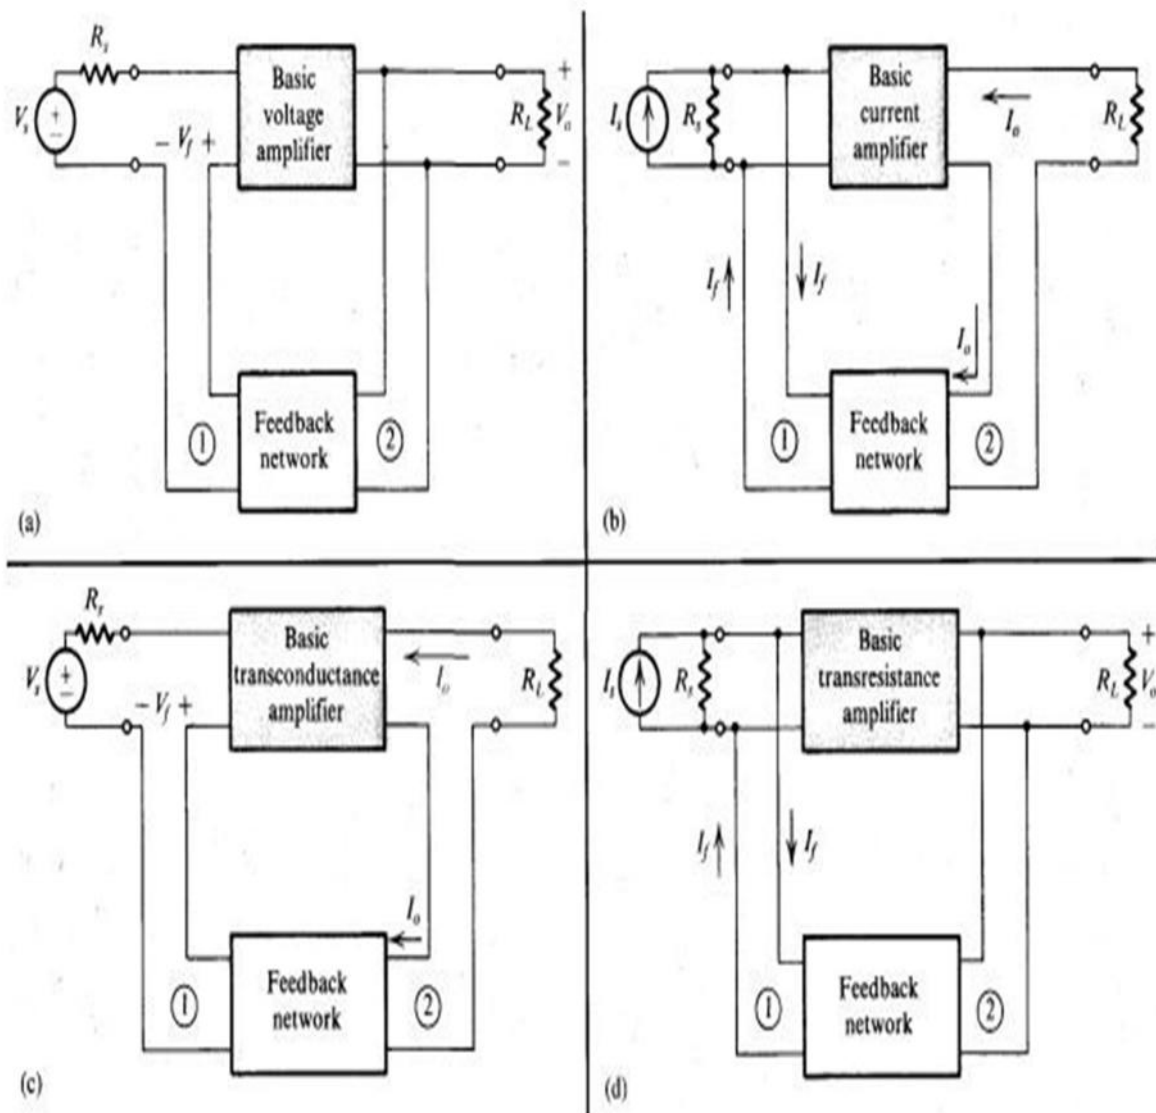 R_s
V_s
+
−
− V_f +
Basic
voltage
amplifier
R_L
+
V_o
−
Feedback
network
1
2
(a)
I_s
R_s
Basic
current
amplifier
I_o
R_L
I_f
I_f
I_o
Feedback
network
1
2
(b)
R_s
V_s
+
−
− V_f +
Basic
transconductance
amplifier
I_o
R_L
I_o
Feedback
network
1
2
(c)
I_s
R_s
Basic
transresistance
amplifier
R_L
+
V_o
−
I_f
I_f
Feedback
network
1
2
(d)